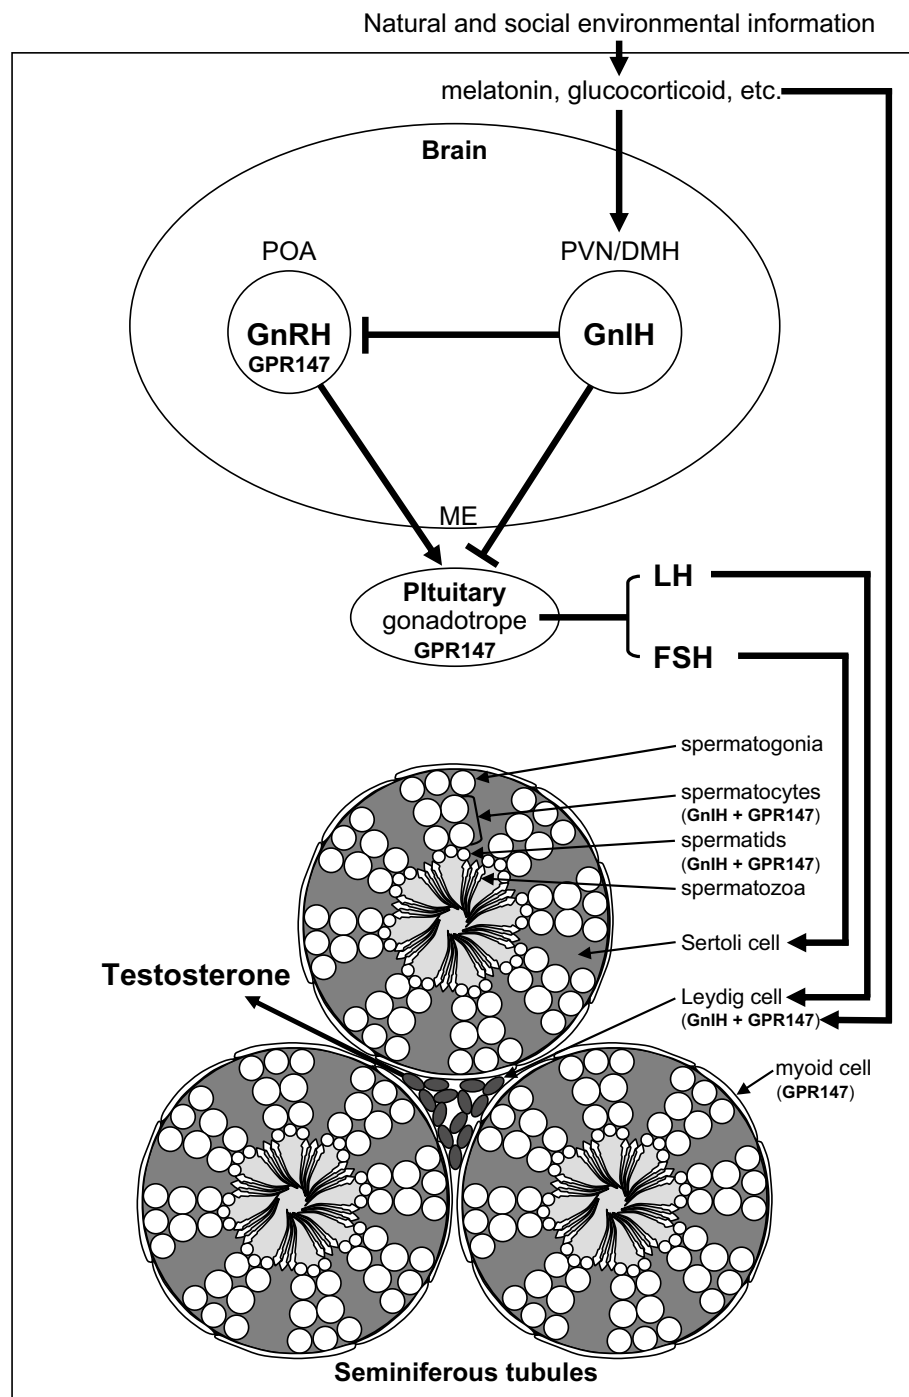 Natural and social environmental information
melatonin, glucocorticoid, etc.
Brain
POA
PVN/DMH
GnRH
GPR147
GnIH
ME
PItuitary
gonadotrope
GPR147
LH
FSH
spermatogonia
spermatocytes
(GnIH + GPR147)
spermatids
(GnIH + GPR147)
spermatozoa
Sertoli cell
Testosterone
Leydig cell
(GnIH + GPR147)
myoid cell
(GPR147)
Seminiferous tubules